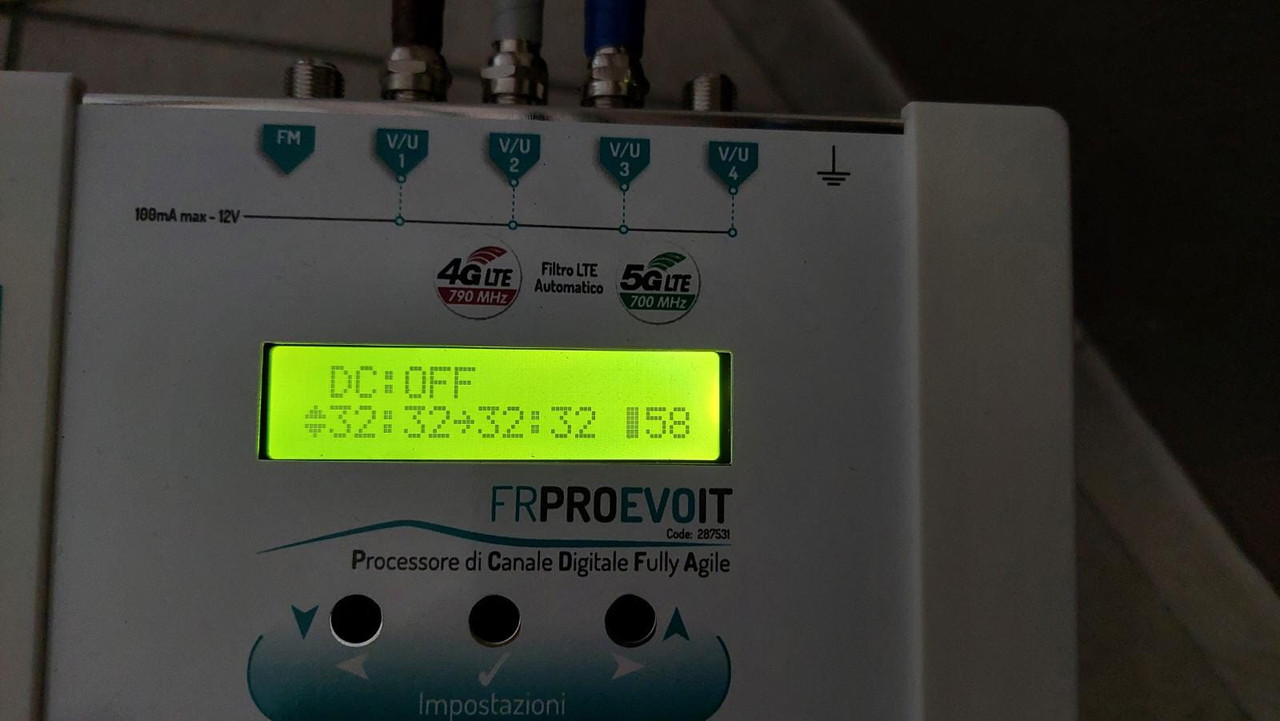 FM
V/U 1
V/U 2
V/U 3
V/U 4
100mA max - 12V
4G LTE
790 MHz
Filtro LTE
Automatico
5G LTE
700 MHz
DC:OFF
32:32→32:32 58
FRPROEVOIT
Code: 287531
Processore di Canale Digitale Fully Agile
Impostazioni